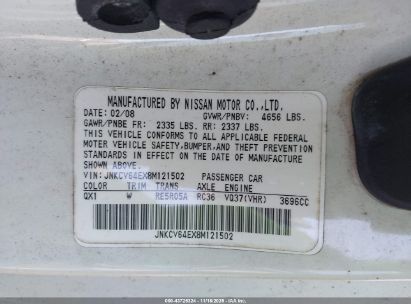 MANUFACTURED BY NISSAN MOTOR CO.,LTD.
DATE: 02/08 GVWR/PNBV: 4656 LBS.
GAWR/PNBE FR: 2335 LBS. RR: 2337 LBS.
THIS VEHICLE CONFORMS TO ALL APPLICABLE FEDERAL
MOTOR VEHICLE SAFETY,BUMPER,AND THEFT PREVENTION
STANDARDS IN EFFECT ON THE DATE OF MANUFACTURE
SHOWN ABOVE.
VIN: JNKCV64EX8M121502 PASSENGER CAR
COLOR TRIM TRANS AXLE ENGINE
QX1 W RE5R05A RC36 VQ37(VHR) 3696CC
JNKCV64EX8M121502